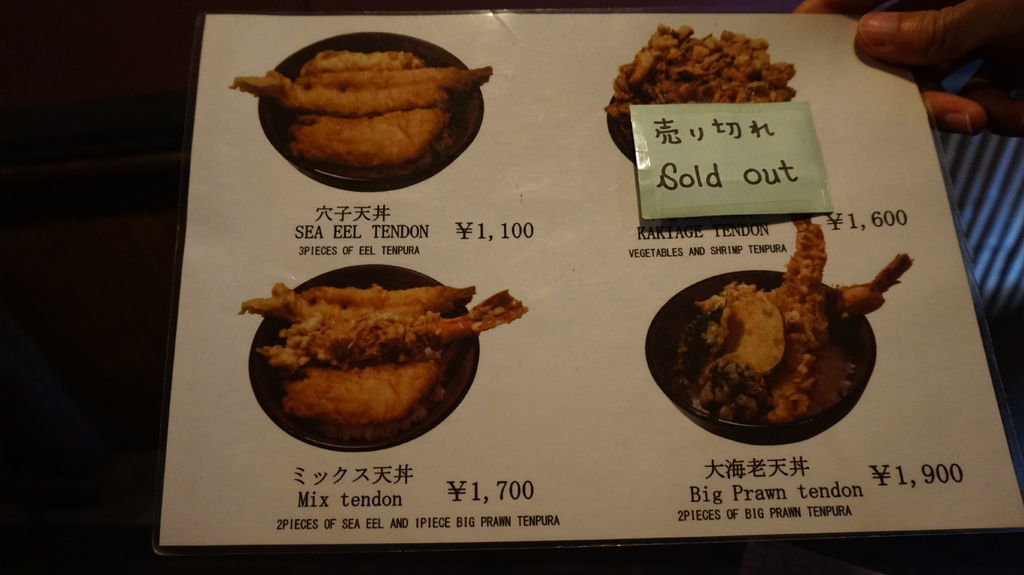 穴子天丼
SEA EEL TENDON ¥1,100
3PIECES OF EEL TENPURA
売り切れ
Sold out
KAKIAGE TENDON ¥1,600
VEGETABLES AND SHRIMP TENPURA
ミックス天丼
Mix tendon ¥1,700
2PIECES OF SEA EEL AND 1PIECE BIG PRAWN TENPURA
大海老天丼
Big Prawn tendon ¥1,900
2PIECES OF BIG PRAWN TENPURA